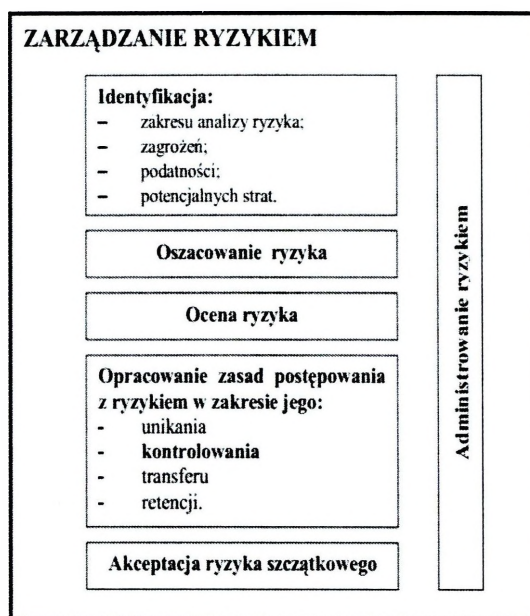 ZARZĄDZANIE RYZYKIEM
Identyfikacja:
– zakresu analizy ryzyka;
– zagrożeń;
– podatności;
– potencjalnych strat.
Oszacowanie ryzyka
Ocena ryzyka
Opracowanie zasad postępowania
z ryzykiem w zakresie jego:
- unikania
- kontrolowania
- transferu
- retencji.
Akceptacja ryzyka szczątkowego
Administrowanie ryzykiem